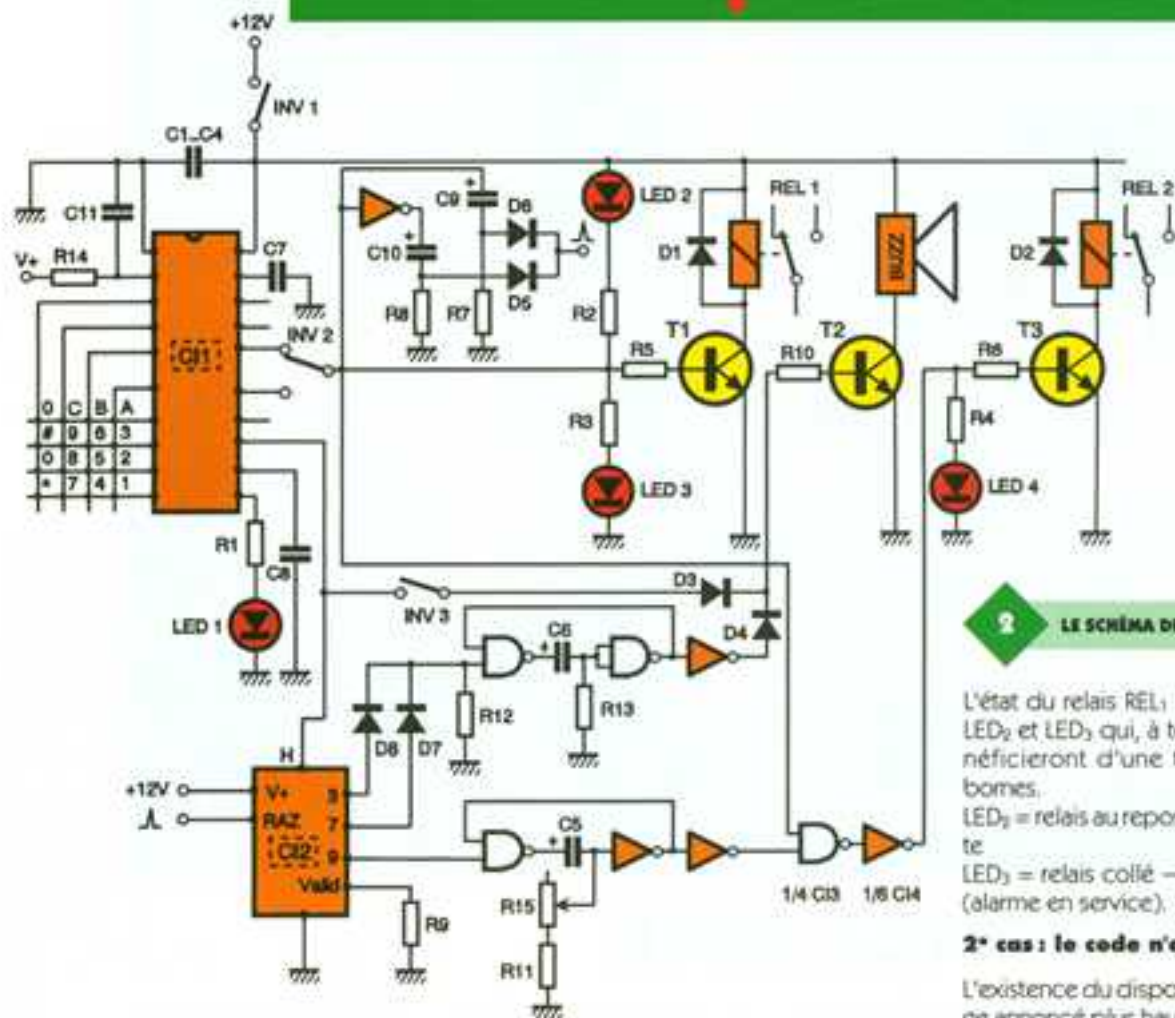 +12V
INV 1
C1_C4
C11
R14
V+
C7
CI1
INV 2
0 C B A
# 9 6 3
0 8 5 2
* 7 4 1
R1
C8
LED 1
C9
C10
D6
D5
R8
R7
LED 2
R2
R3
LED 3
R5
T1
D1
REL 1
R10
T2
BUZZ
R6
T3
D2
REL 2
R4
LED 4
INV 3
D3
D4
C6
R12
R13
D8
D7
H
+12V
V+
RAZ
CI2
Valid
7
9
R9
C5
R15
R11
1/4 CI3
1/6 CI4
2
LE SCHÉMA
L'état du relais REL1
LED2 et LED3 qui, à
néficieront d'une
bornes.
LED2 = relais au repo
te
LED3 = relais collé –
(alarme en service).
2e cas : le code n'
L'existence du dispo